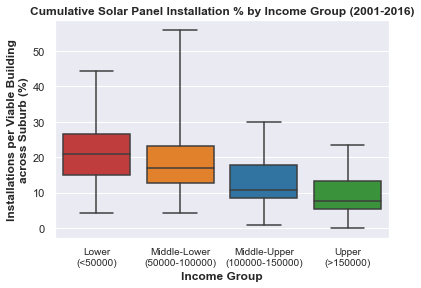 Cumulative Solar Panel Installation % by Income Group (2001-2016)
Installations per Viable Building
across Suburb (%)
50
40
30
20
10
0
Lower
(<50000)
Middle-Lower
(50000-100000)
Middle-Upper
(100000-150000)
Upper
(>150000)
Income Group